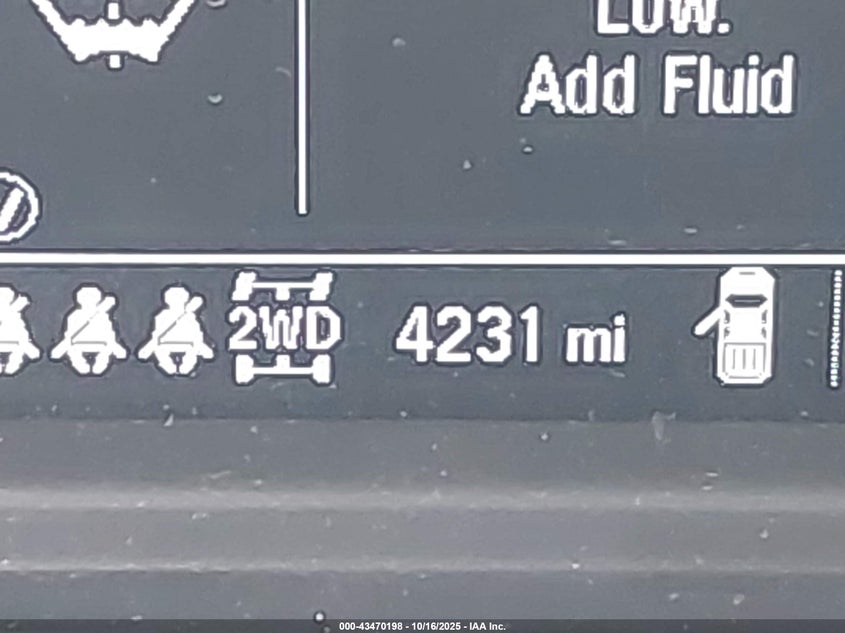 Low.
Add Fluid
2WD
4231 mi
000-43470198 - 10/16/2025 - IAA Inc.